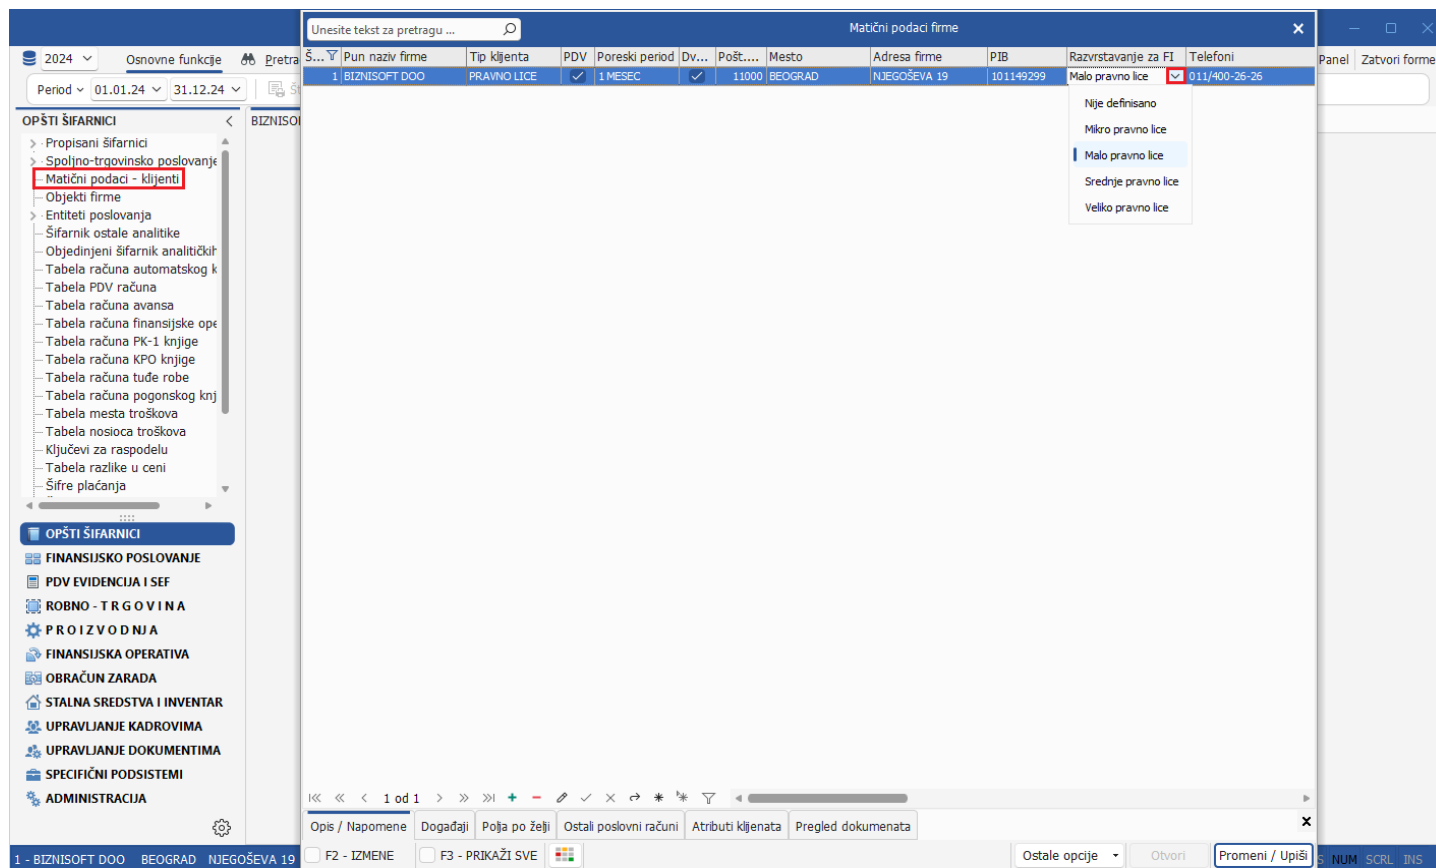 Unesite tekst za pretragu ...
Matični podaci firme
2024
Osnovne funkcije
Pretra
Panel
Zatvori forme
Period
01.01.24
31.12.24
OPŠTI ŠIFARNICI
BIZNISO
Š...
Pun naziv firme
Tip klijenta
PDV
Poreski period
Dv...
Pošt....
Mesto
Adresa firme
PIB
Razvrstavanje za FI
Telefoni
1
BIZNISOFT DOO
PRAVNO LICE
1 MESEC
11000
BEOGRAD
NJEGOŠEVA 19
101149299
Malo pravno lice
011/400-26-26
Nije definisano
Mikro pravno lice
Malo pravno lice
Srednje pravno lice
Veliko pravno lice
Propisani šifarnici
Spoljno-trgovinsko poslovanje
Matični podaci - klijenti
Objekti firme
Entiteti poslovanja
Šifarnik ostale analitike
Objedinjeni šifarnik analitičkih
Tabela računa automatskog k
Tabela PDV računa
Tabela računa avansa
Tabela računa finansijske ope
Tabela računa PK-1 knjige
Tabela računa KPO knjige
Tabela računa tuđe robe
Tabela računa pogonskog knj
Tabela mesta troškova
Tabela nosioca troškova
Ključevi za raspodelu
Tabela razlike u ceni
Šifre plaćanja
OPŠTI ŠIFARNICI
FINANSIJSKO POSLOVANJE
PDV EVIDENCIJA I SEF
ROBNO - T R G O V I N A
P R O I Z V O D NJ A
FINANSIJSKA OPERATIVA
OBRAČUN ZARADA
STALNA SREDSTVA I INVENTAR
UPRAVLJANJE KADROVIMA
UPRAVLJANJE DOKUMENTIMA
SPECIFIČNI PODSISTEMI
ADMINISTRACIJA
1 od 1
Opis / Napomene
Događaji
Polja po želji
Ostali poslovni računi
Atributi klijenata
Pregled dokumenata
F2 - IZMENE
F3 - PRIKAŽI SVE
Ostale opcije
Otvori
Promeni / Upiši
1 - BIZNISOFT DOO
BEOGRAD
NJEGOŠEVA 19
S
NUM
SCRL
INS